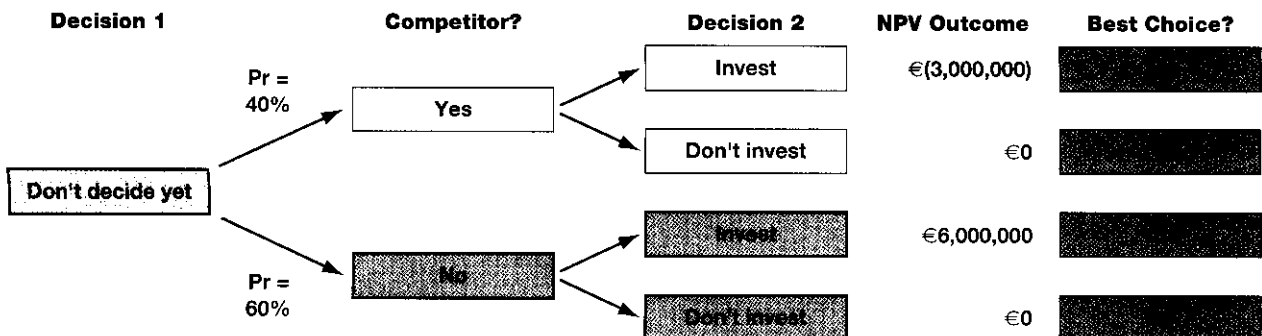 Decision 1 Competitor? Decision 2 NPV Outcome Best Choice?
Pr =
40%
Invest €(3,000,000)
Yes
Don't invest €0
Don't decide yet
Invest €6,000,000
No
Pr =
60%
Don't invest €0